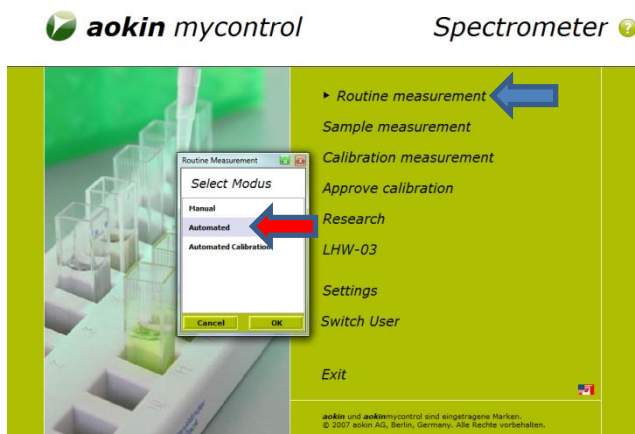 aokin mycontrol
Spectrometer ?
Routine measurement
Sample measurement
Calibration measurement
Approve calibration
Research
LHW-03
Settings
Switch User
Exit
Routine Measurement
Select Modus
Manual
Automated
Automated Calibration
Cancel
OK
aokin und aokinmycontrol sind eingetragene Marken.
© 2007 aokin AG, Berlin, Germany. Alle Rechte vorbehalten.